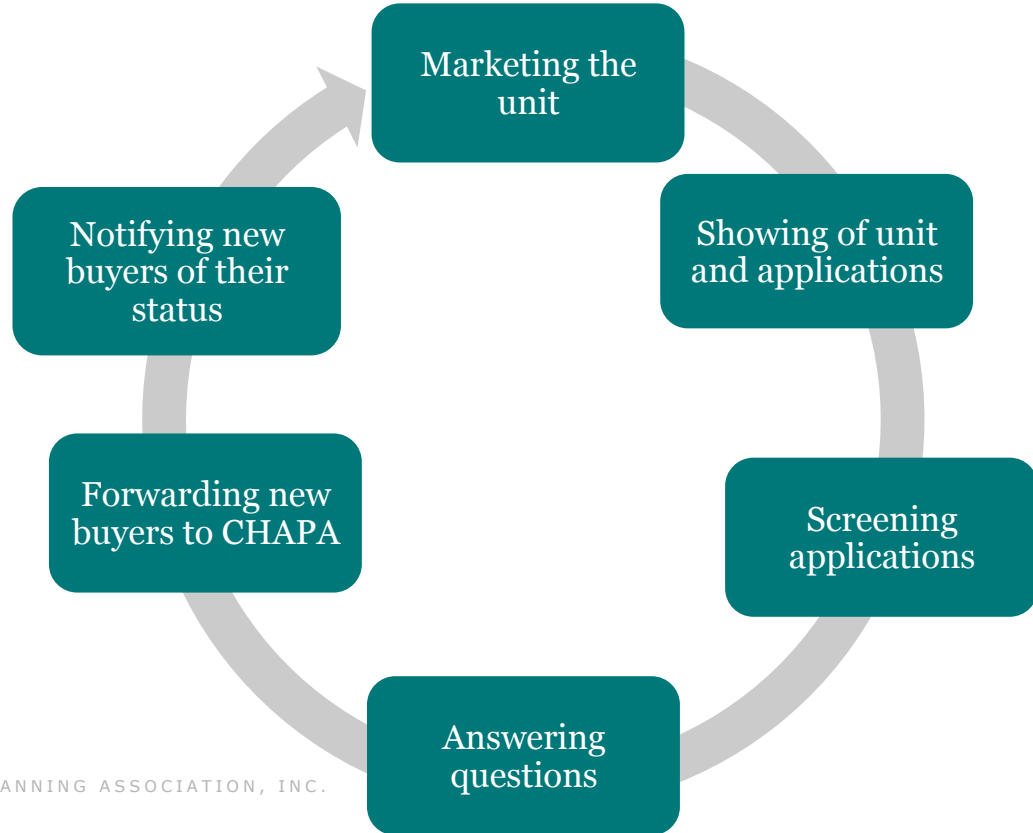 Marketing the
unit
Showing of unit
and applications
Screening
applications
Answering
questions
Forwarding new
buyers to CHAPA
Notifying new
buyers of their
status
ANNING ASSOCIATION, INC.